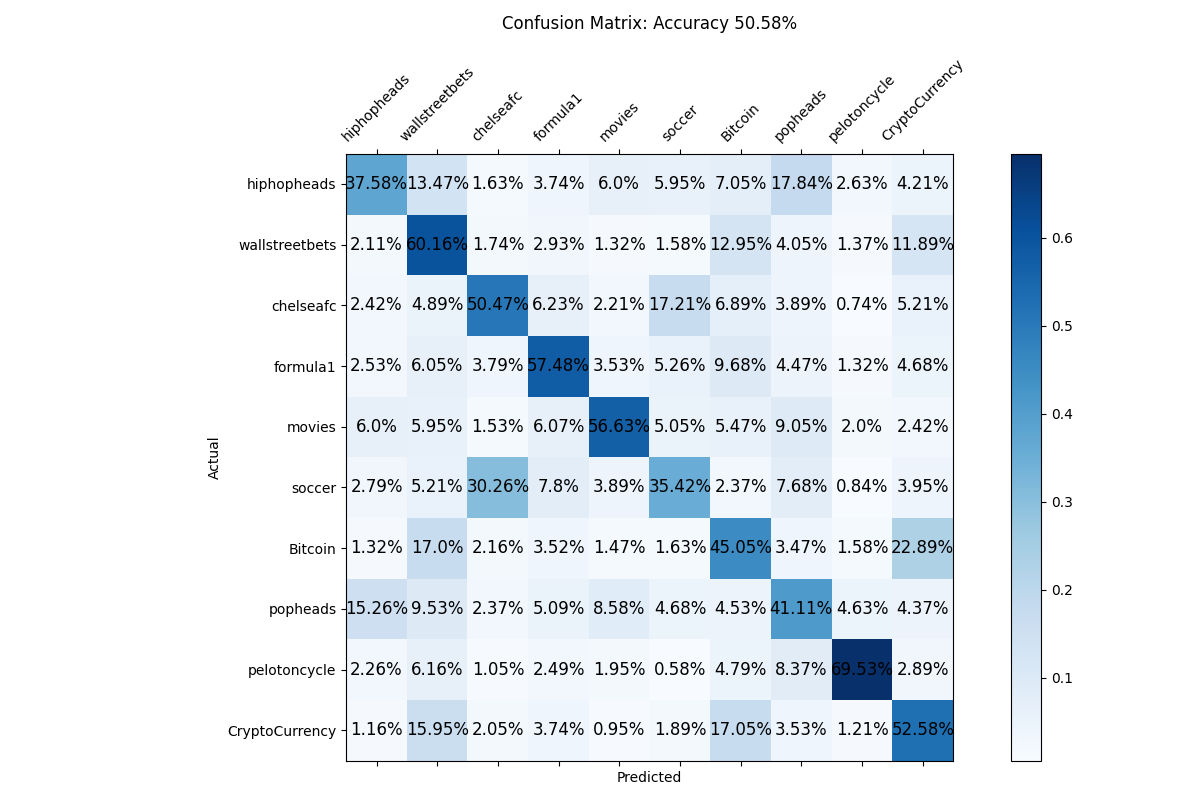 Confusion Matrix: Accuracy 50.58%
hiphopheads wallstreetbets chelseafc formula1 movies soccer Bitcoin popheads pelotoncycle CryptoCurrency
hiphopheads 37.58% 13.47% 1.63% 3.74% 6.0% 5.95% 7.05% 17.84% 2.63% 4.21%
wallstreetbets 2.11% 60.16% 1.74% 2.93% 1.32% 1.58% 12.95% 4.05% 1.37% 11.89%
0.6
chelseafc 2.42% 4.89% 50.47% 6.23% 2.21% 17.21% 6.89% 3.89% 0.74% 5.21%
0.5
formula1 2.53% 6.05% 3.79% 57.48% 3.53% 5.26% 9.68% 4.47% 1.32% 4.68%
0.4
movies 6.0% 5.95% 1.53% 6.07% 56.63% 5.05% 5.47% 9.05% 2.0% 2.42%
Actual
soccer 2.79% 5.21% 30.26% 7.8% 3.89% 35.42% 2.37% 7.68% 0.84% 3.95%
0.3
Bitcoin 1.32% 17.0% 2.16% 3.52% 1.47% 1.63% 45.05% 3.47% 1.58% 22.89%
0.2
popheads 15.26% 9.53% 2.37% 5.09% 8.58% 4.68% 4.53% 41.11% 4.63% 4.37%
pelotoncycle 2.26% 6.16% 1.05% 2.49% 1.95% 0.58% 4.79% 8.37% 69.53% 2.89%
0.1
CryptoCurrency 1.16% 15.95% 2.05% 3.74% 0.95% 1.89% 17.05% 3.53% 1.21% 52.58%
Predicted